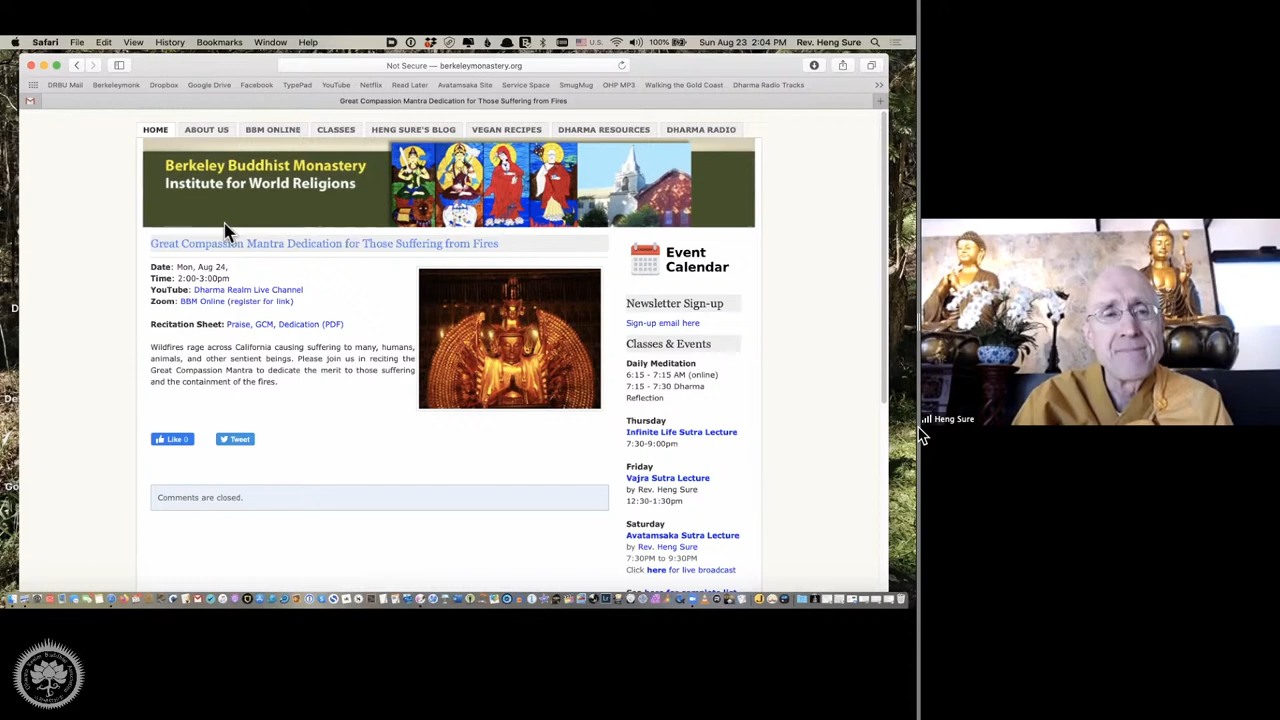 Safari File Edit View History Bookmarks Window Help U.S. 100% Sun Aug 23 2:04 PM Rev. Heng Sure
Not Secure — berkeleymonastery.org
DRBU Mail Berkeleymonk Dropbox Google Drive Facebook TypePad YouTube Netflix Read Later Avatamsaka Site Service Space SmugMug OHP MP3 Walking the Gold Coast Dharma Radio Tracks
Great Compassion Mantra Dedication for Those Suffering from Fires
HOME ABOUT US BBM ONLINE CLASSES HENG SURE'S BLOG VEGAN RECIPES DHARMA RESOURCES DHARMA RADIO
Berkeley Buddhist Monastery
Institute for World Religions
Great Compassion Mantra Dedication for Those Suffering from Fires
Date: Mon, Aug 24,
Time: 2:00-3:00pm
YouTube: Dharma Realm Live Channel
Zoom: BBM Online (register for link)
Recitation Sheet: Praise, GCM, Dedication (PDF)
Wildfires rage across California causing suffering to many, humans,
animals, and other sentient beings. Please join us in reciting the
Great Compassion Mantra to dedicate the merit to those suffering
and the containment of the fires.
Like 0 Tweet
Comments are closed.
Event
Calendar
Newsletter Sign-up
Sign-up email here
Classes & Events
Daily Meditation
6:15 - 7:15 AM (online)
7:15 - 7:30 Dharma
Reflection
Thursday
Infinite Life Sutra Lecture
7:30-9:00pm
Friday
Vajra Sutra Lecture
by Rev. Heng Sure
12:30-1:30pm
Saturday
Avatamsaka Sutra Lecture
by Rev. Heng Sure
7:30PM to 9:30PM
Click here for live broadcast
Heng Sure